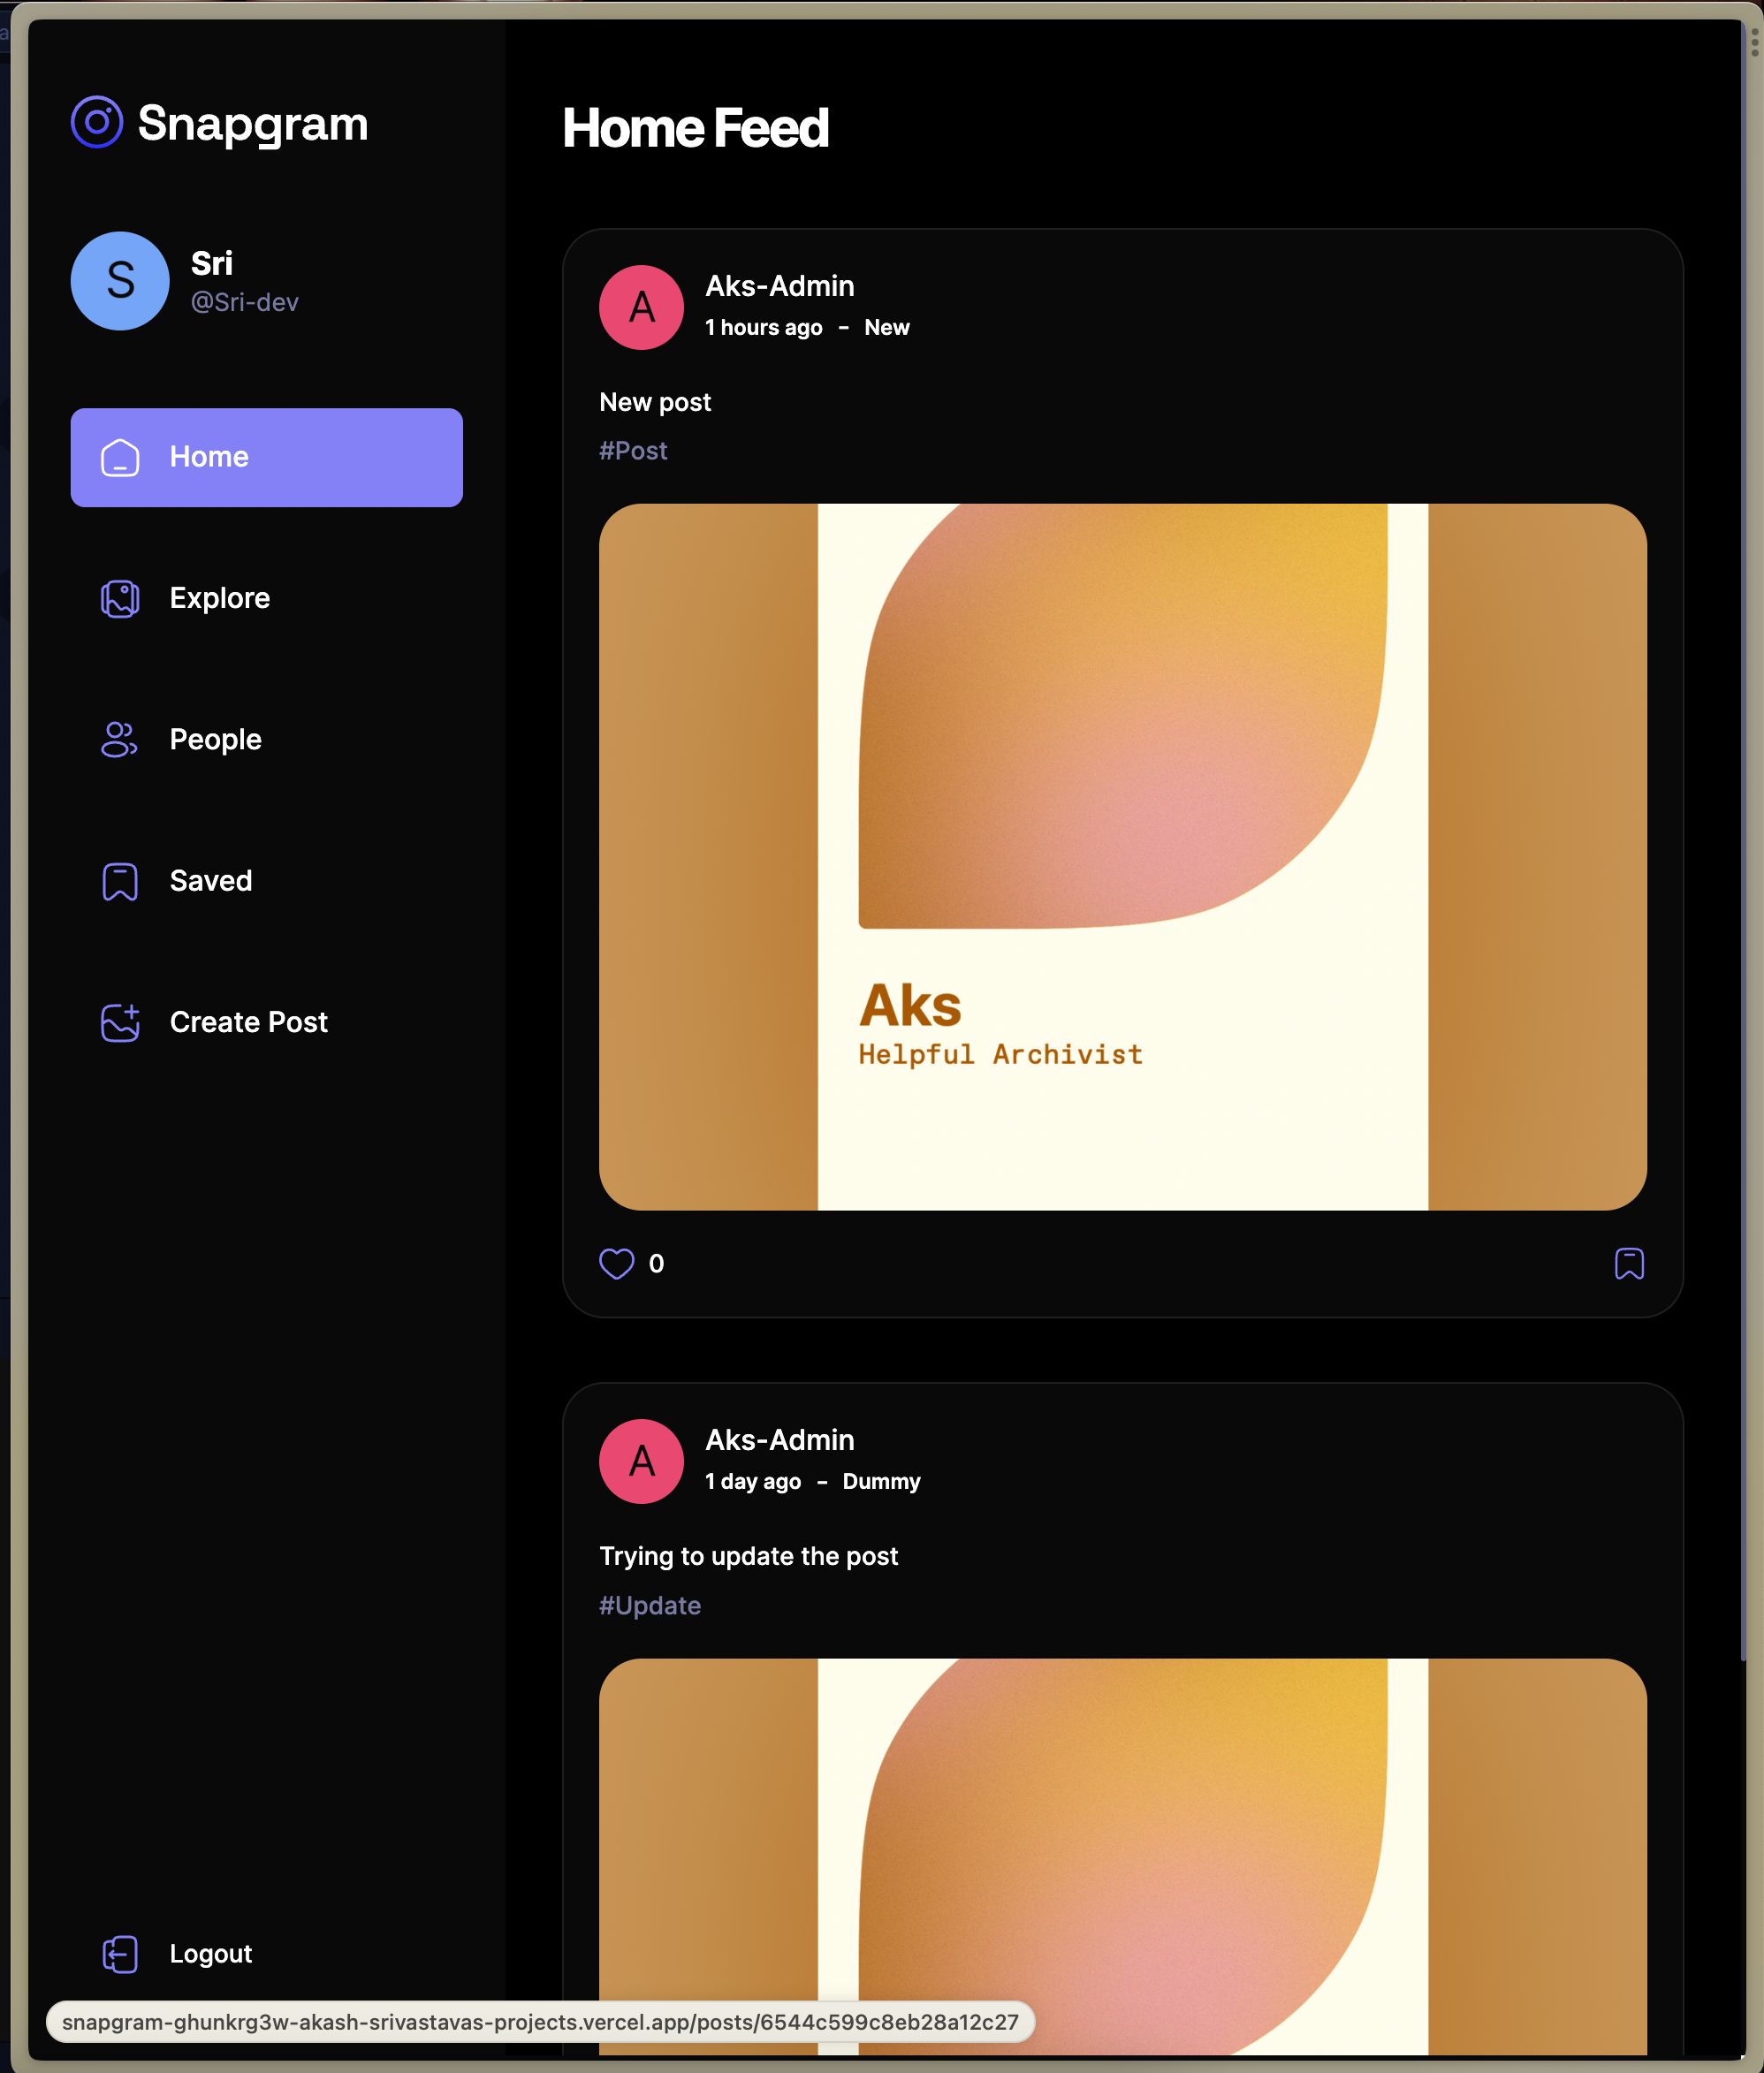 Snapgram
S
Sri
@Sri-dev
Home
Explore
People
Saved
Create Post
Logout
Home Feed
A
Aks-Admin
1 hours ago - New
New post
#Post
Aks
Helpful Archivist
0
A
Aks-Admin
1 day ago - Dummy
Trying to update the post
#Update
snapgram-ghunkrg3w-akash-srivastavas-projects.vercel.app/posts/6544c599c8eb28a12c27